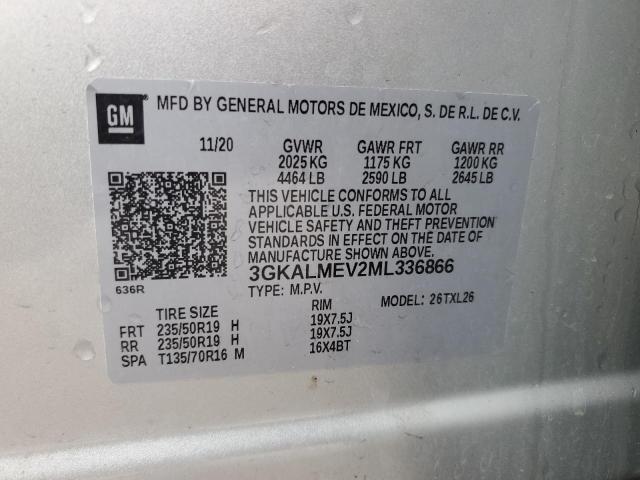 GM
MFD BY GENERAL MOTORS DE MEXICO, S. DE R.L. DE C.V.
11/20 GVWR GAWR FRT GAWR RR
2025 KG 1175 KG 1200 KG
4464 LB 2590 LB 2645 LB
THIS VEHICLE CONFORMS TO ALL
APPLICABLE U.S. FEDERAL MOTOR
VEHICLE SAFETY AND THEFT PREVENTION
STANDARDS IN EFFECT ON THE DATE OF
MANUFACTURE SHOWN ABOVE.
3GKALMEV2ML336866
636R TYPE: M.P.V. MODEL: 26TXL26
TIRE SIZE RIM
FRT 235/50R19 H 19X7.5J
RR 235/50R19 H 19X7.5J
SPA T135/70R16 M 16X4BT